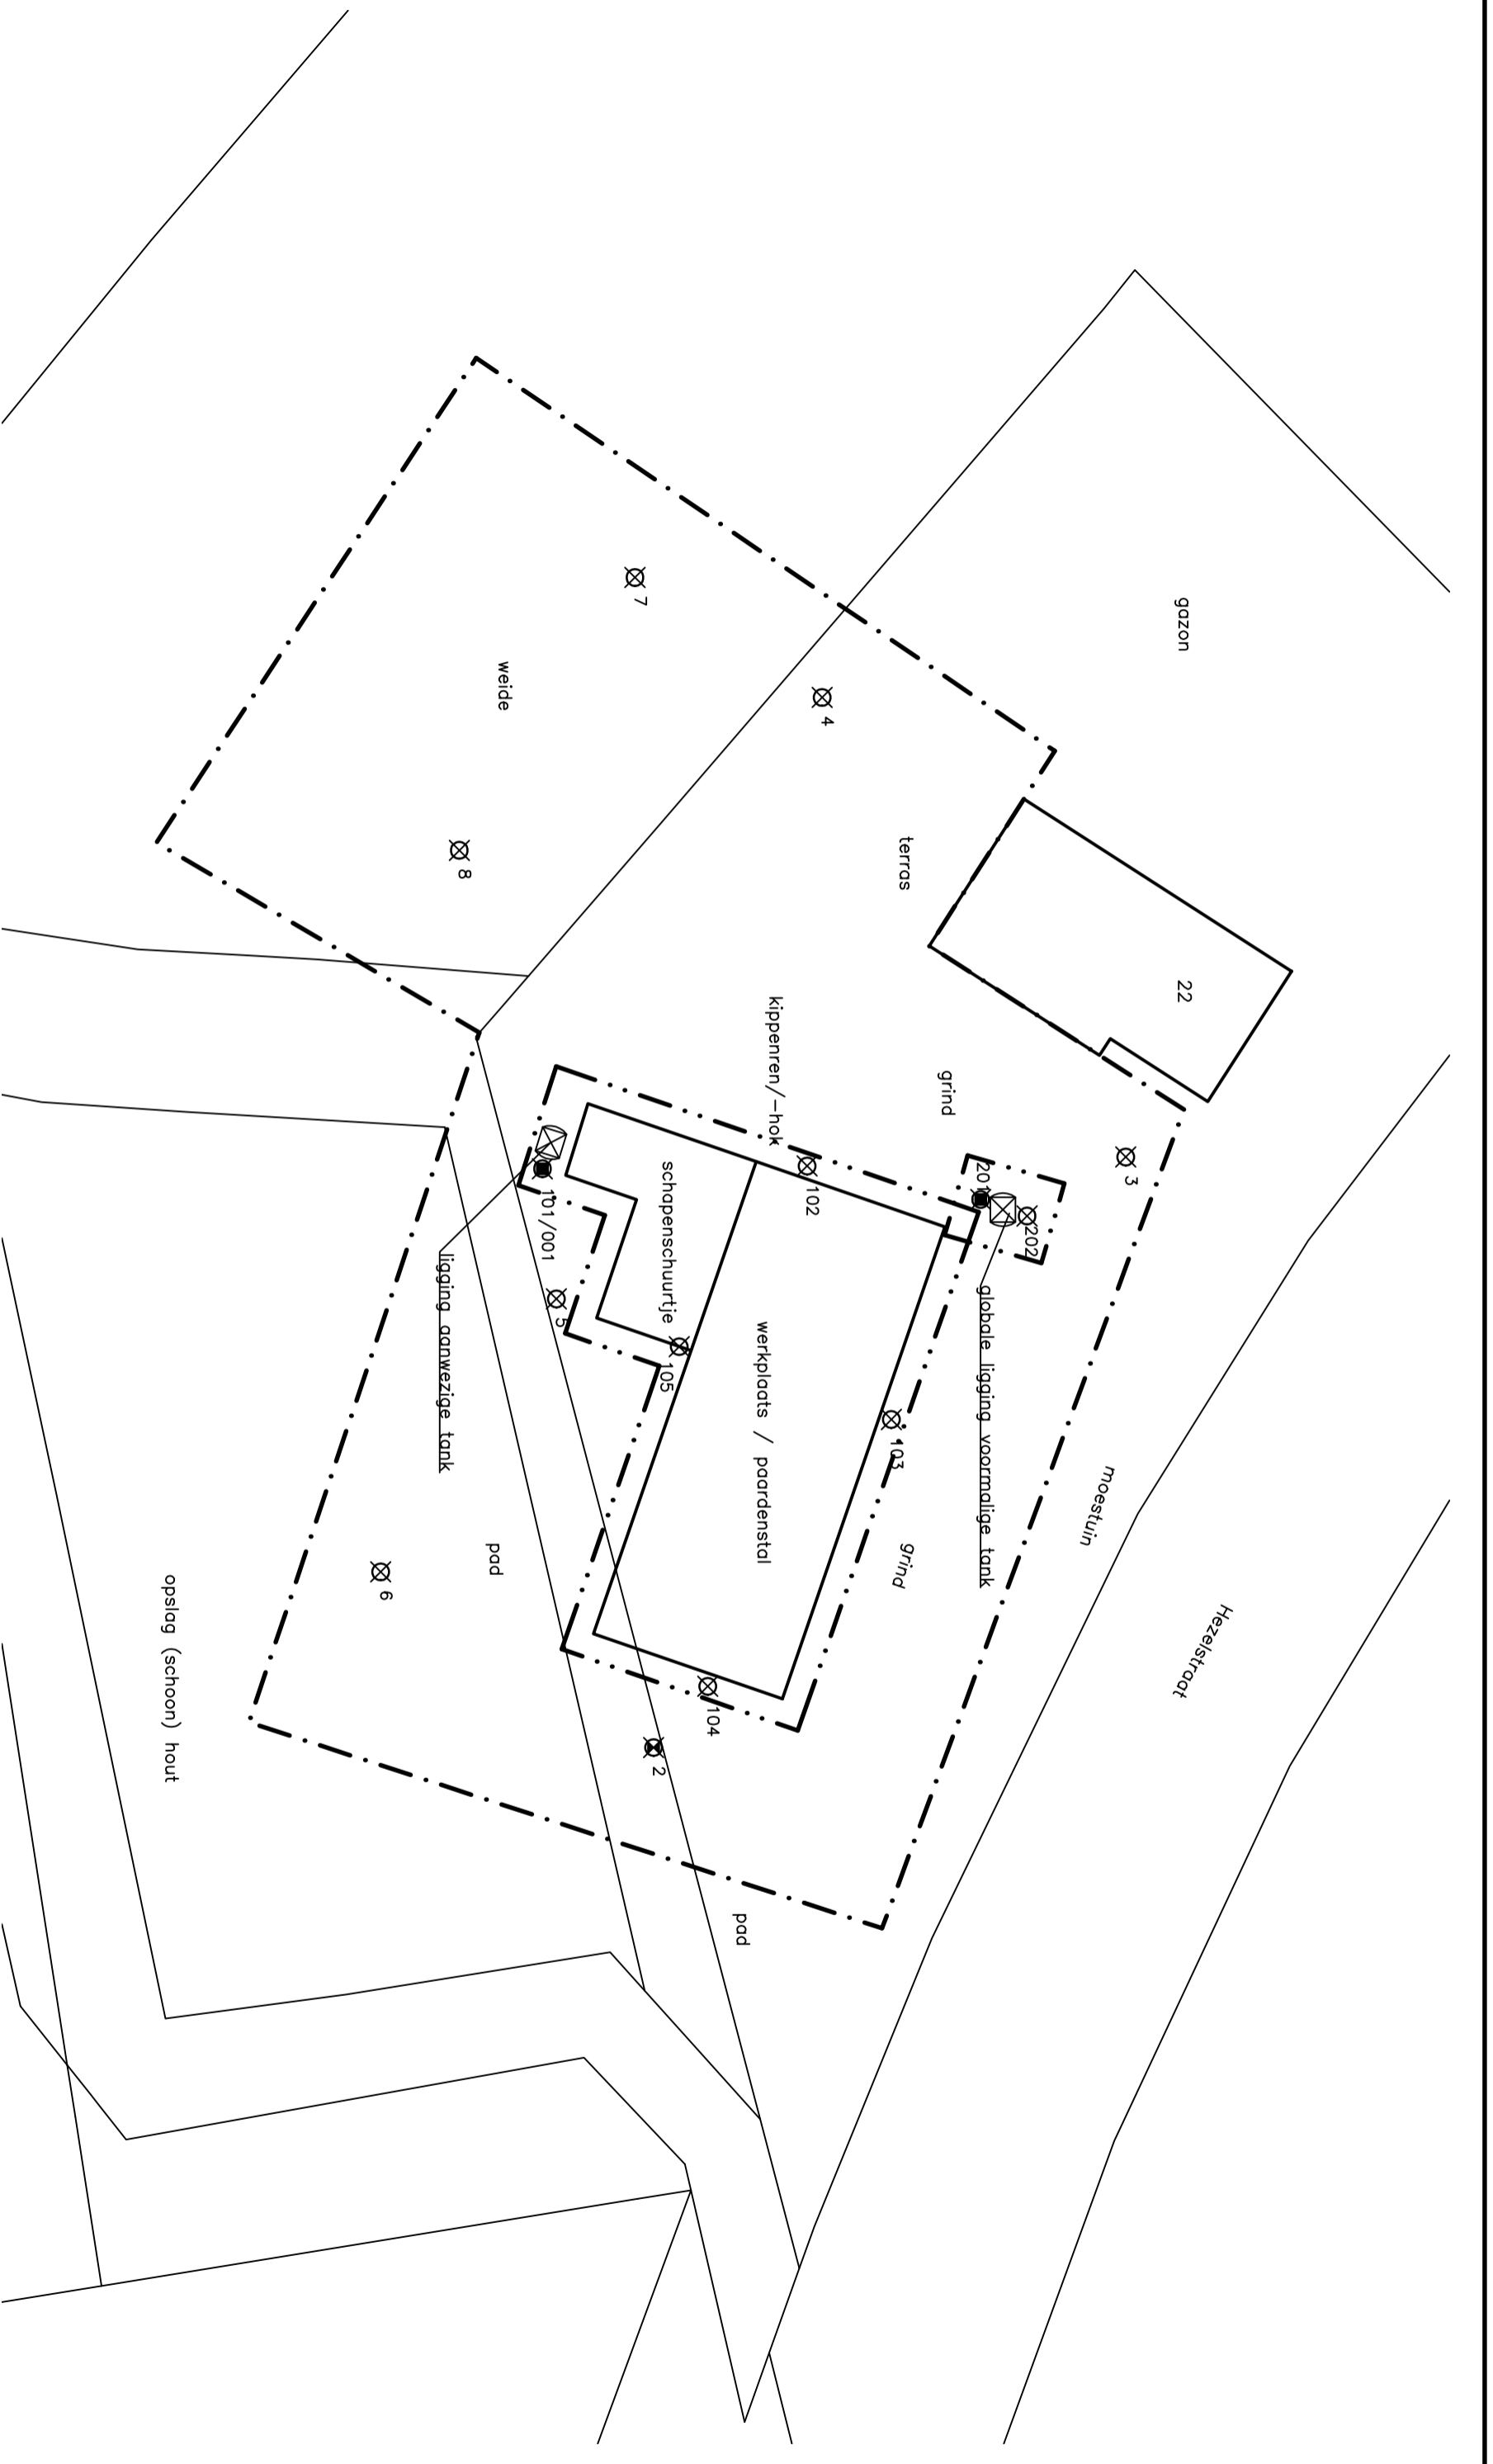 gazon
22
terras
kippenren/-hok
grind
3
201
202
102
4
7
weide
8
schapenschuurtje
101/001
5
105
werkplaats / paardenstal
103
globale ligging voormalige tank
ligging aanwezige tank
moestuin
grind
Hezelstraat
pad
6
opslag (schoon) hout
104
2
pad